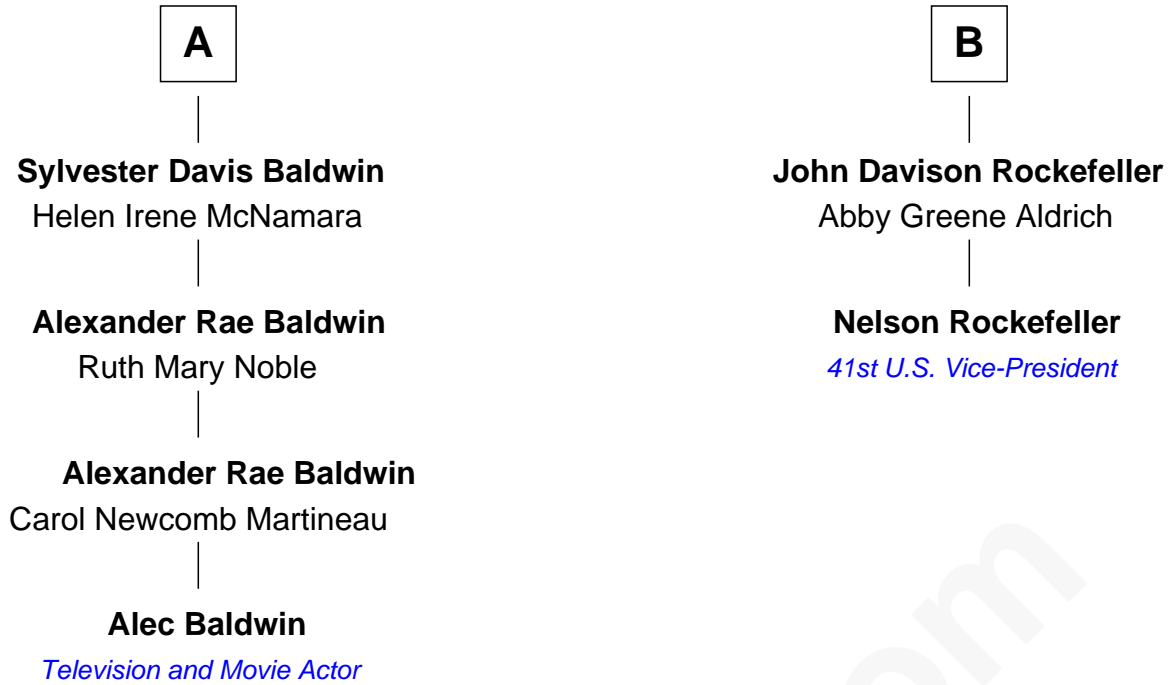 A
Sylvester Davis Baldwin
Helen Irene McNamara
Alexander Rae Baldwin
Ruth Mary Noble
Alexander Rae Baldwin
Carol Newcomb Martineau
Alec Baldwin
Television and Movie Actor
B
John Davison Rockefeller
Abby Greene Aldrich
Nelson Rockefeller
41st U.S. Vice-President
om